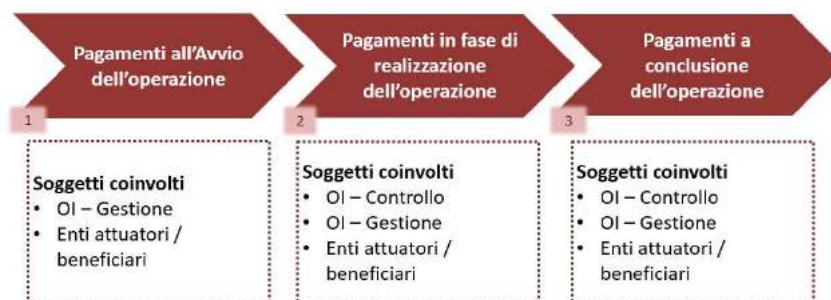 Pagamenti all'Avvio
dell'operazione
1
Pagamenti in fase di
realizzazione
dell'operazione
2
Pagamenti a
conclusione
dell'operazione
3
Soggetti coinvolti
• OI – Gestione
• Enti attuatori /
beneficiari
Soggetti coinvolti
• OI – Controllo
• OI – Gestione
• Enti attuatori /
beneficiari
Soggetti coinvolti
• OI – Controllo
• OI – Gestione
• Enti attuatori /
beneficiari